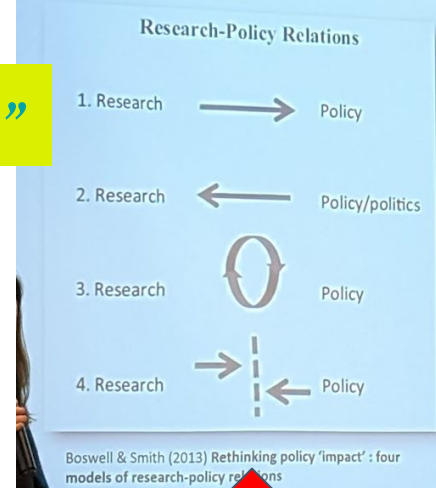 ”
Research-Policy Relations
1. Research Policy
2. Research Policy/politics
3. Research Policy
4. Research Policy
Boswell & Smith (2013) Rethinking policy 'impact' : four
models of research-policy